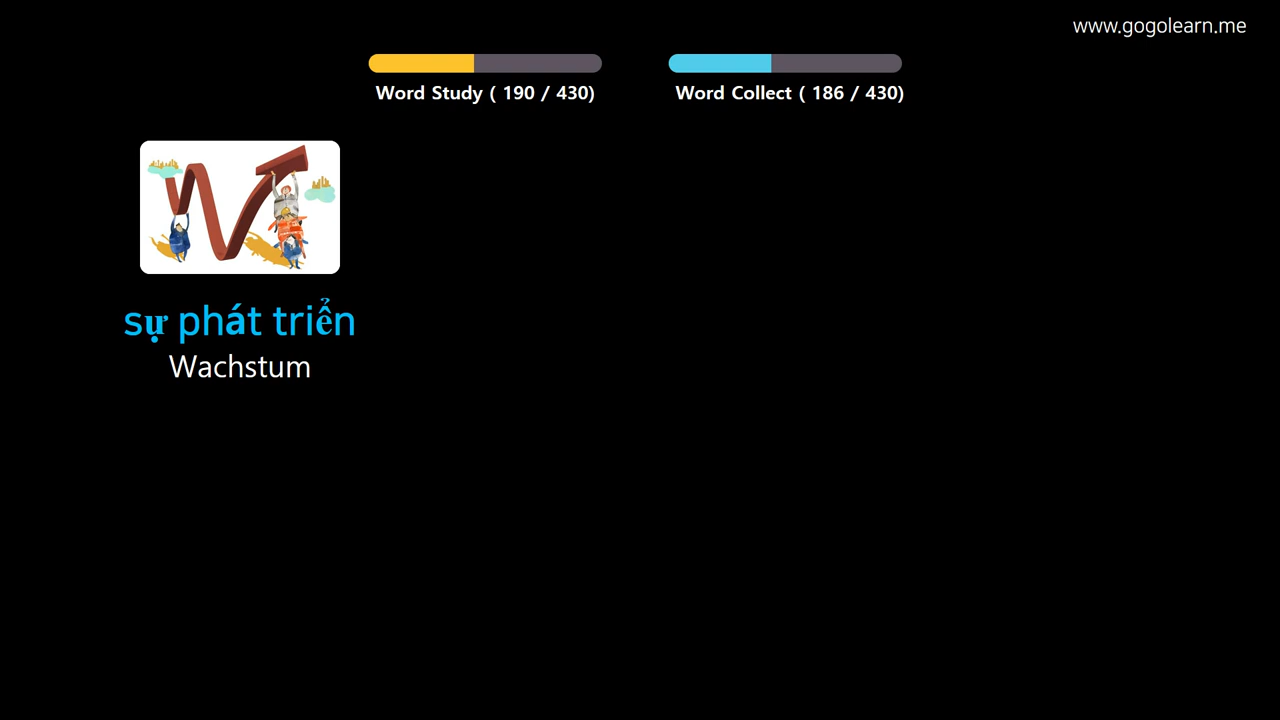 www.gogolearn.me
Word Study ( 190 / 430)
Word Collect ( 186 / 430)
sự phát triển
Wachstum